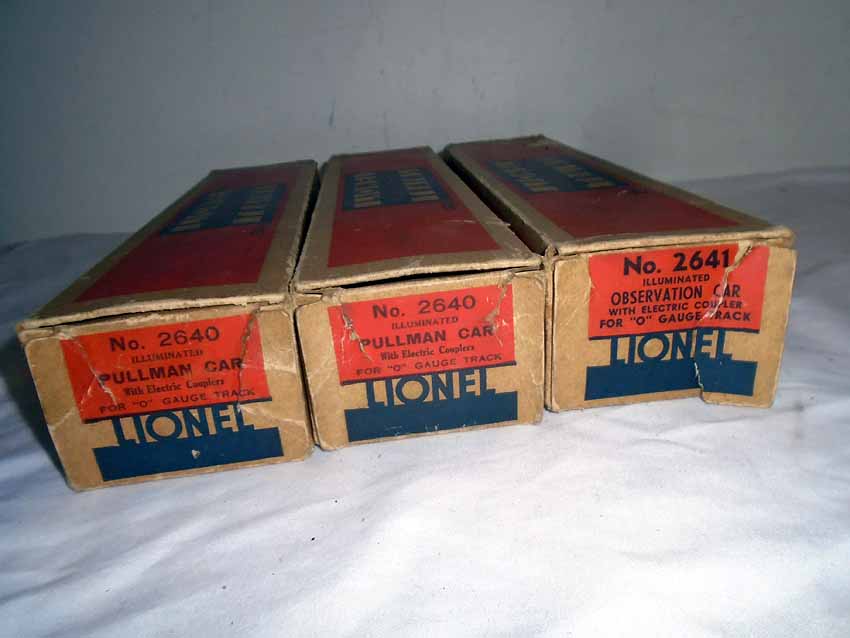 No. 2640
ILLUMINATED
PULLMAN CAR
With Electric Couplers
FOR "O" GAUGE TRACK
LIONEL
No. 2640
ILLUMINATED
PULLMAN CAR
With Electric Couplers
FOR "O" GAUGE TRACK
LIONEL
No. 2641
ILLUMINATED
OBSERVATION CAR
WITH ELECTRIC COUPLER
FOR "O" GAUGE TRACK
LIONEL